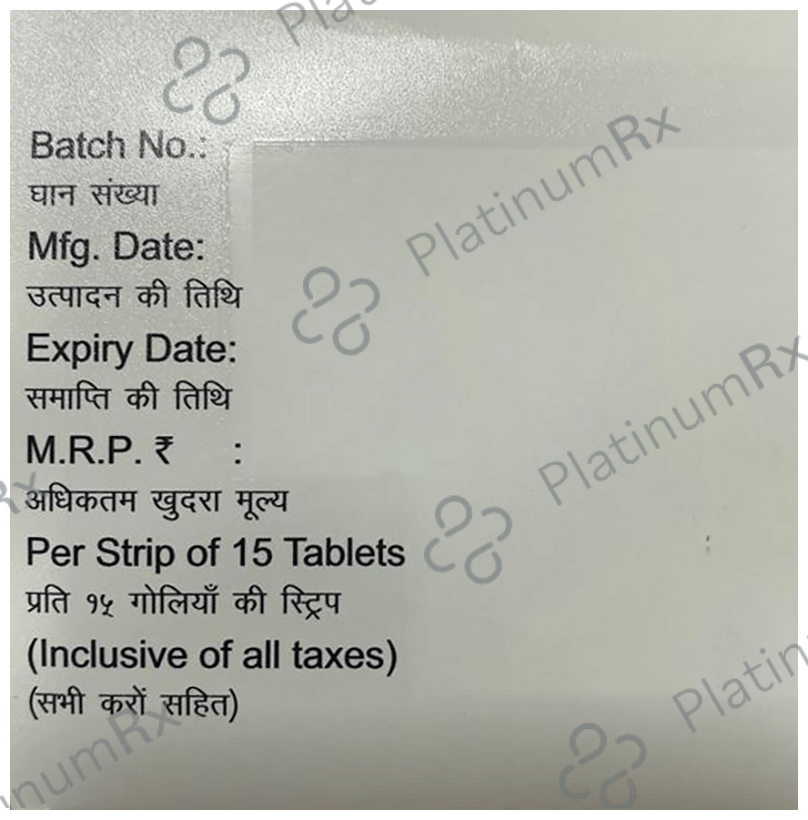 Batch No.:
घान संख्या
Mfg. Date:
उत्पादन की तिथि
Expiry Date:
समाप्ति की तिथि
M.R.P. ₹ :
अधिकतम खुदरा मूल्य
Per Strip of 15 Tablets
प्रति १५ गोलियाँ की स्ट्रिप
(Inclusive of all taxes)
(सभी करों सहित)
PlatinumRx
PlatinumRx